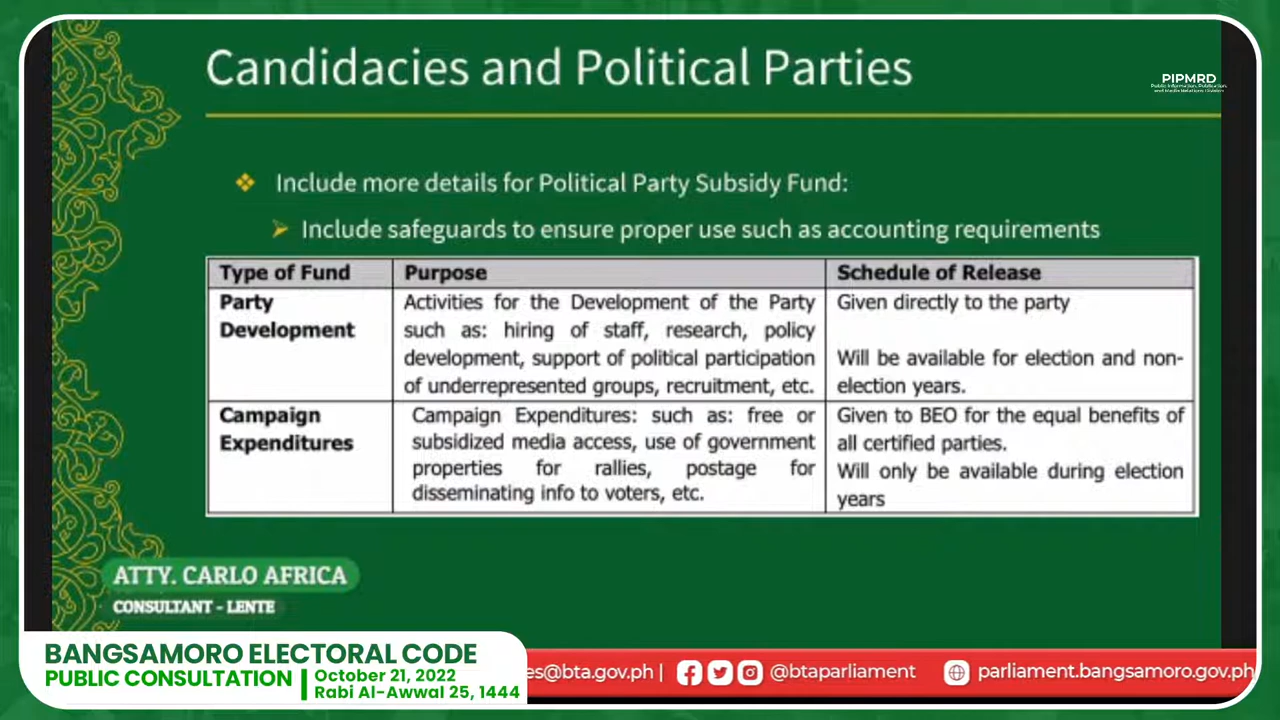 Candidacies and Political Parties
PIPMRD
Public Information, Publication,
and Media Relations Division
Include more details for Political Party Subsidy Fund:
Include safeguards to ensure proper use such as accounting requirements
Type of Fund
Purpose
Schedule of Release
Party
Development
Activities for the Development of the Party
such as: hiring of staff, research, policy
development, support of political participation
of underrepresented groups, recruitment, etc.
Given directly to the party
Will be available for election and non-
election years.
Campaign
Expenditures
Campaign Expenditures: such as: free or
subsidized media access, use of government
properties for rallies, postage for
disseminating info to voters, etc.
Given to BEO for the equal benefits of
all certified parties.
Will only be available during election
years
ATTY. CARLO AFRICA
CONSULTANT - LENTE
BANGSAMORO ELECTORAL CODE
PUBLIC CONSULTATION
October 21, 2022
Rabi Al-Awwal 25, 1444
es@bta.gov.ph |
@btaparliament
parliament.bangsamoro.gov.ph